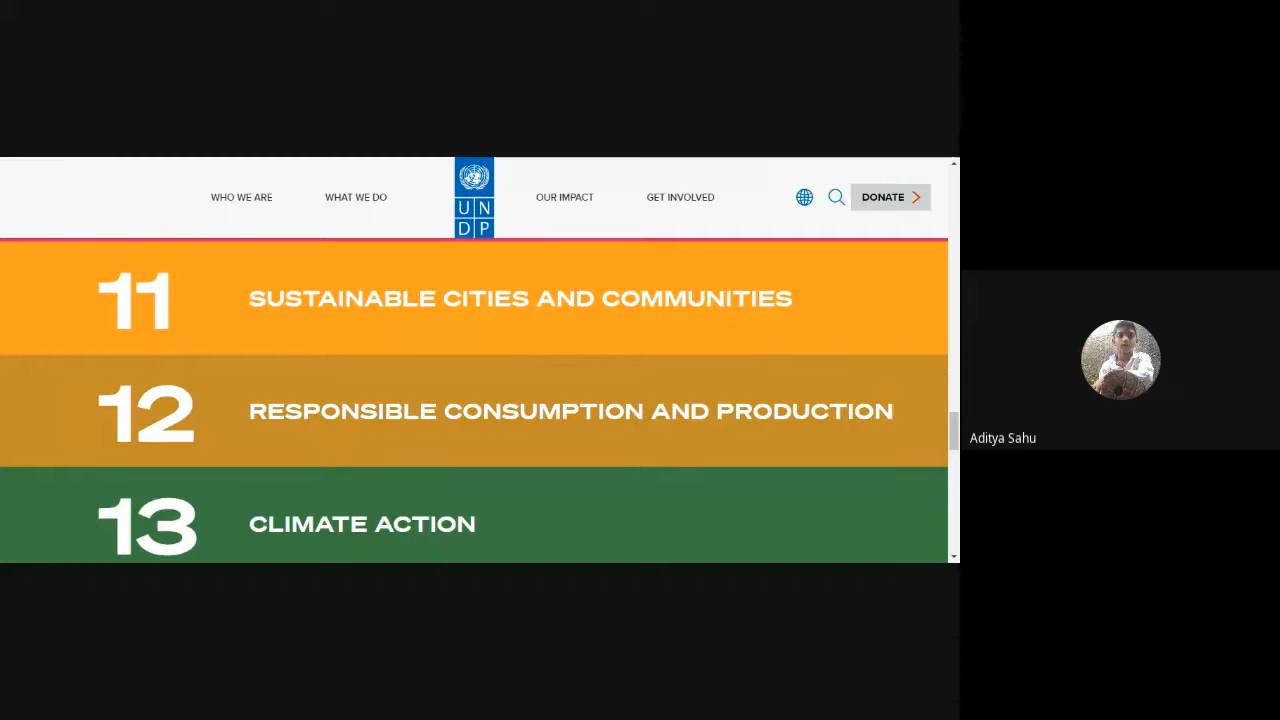 WHO WE ARE
WHAT WE DO
U N
D P
OUR IMPACT
GET INVOLVED
DONATE
11 SUSTAINABLE CITIES AND COMMUNITIES
12 RESPONSIBLE CONSUMPTION AND PRODUCTION
13 CLIMATE ACTION
Aditya Sahu